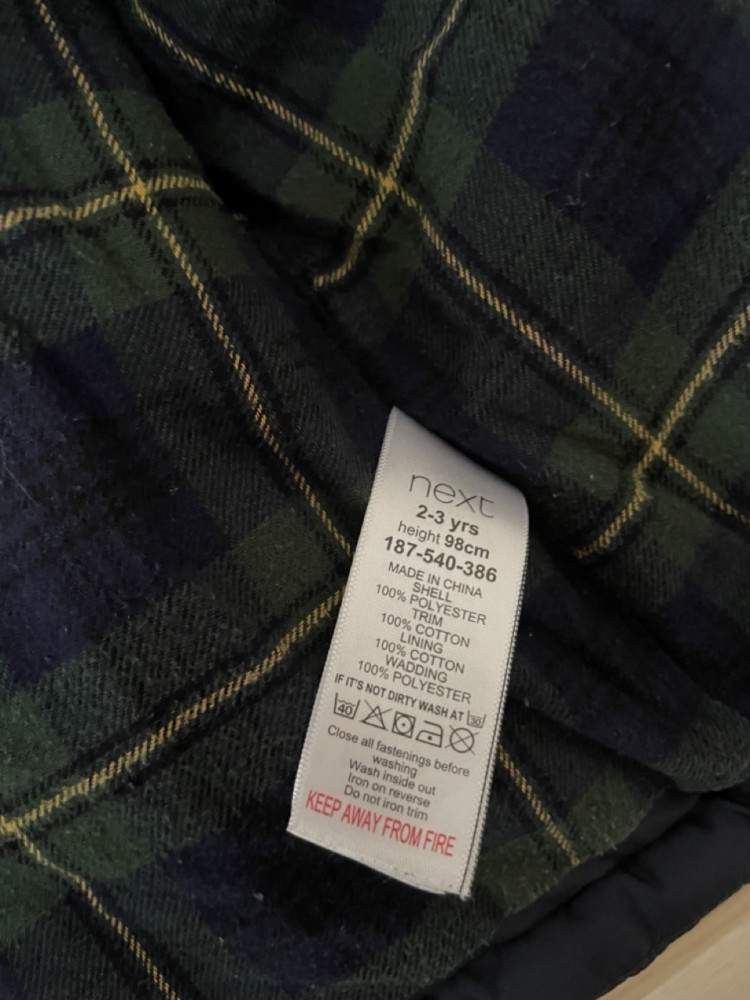 next
2-3 yrs
height 98cm
187-540-386
MADE IN CHINA
SHELL
100% POLYESTER
TRIM
100% COTTON
LINING
100% COTTON
WADDING
100% POLYESTER
IF IT'S NOT DIRTY WASH AT 30
40
Close all fastenings before
washing
Wash inside out
Iron on reverse
Do not iron trim
KEEP AWAY FROM FIRE